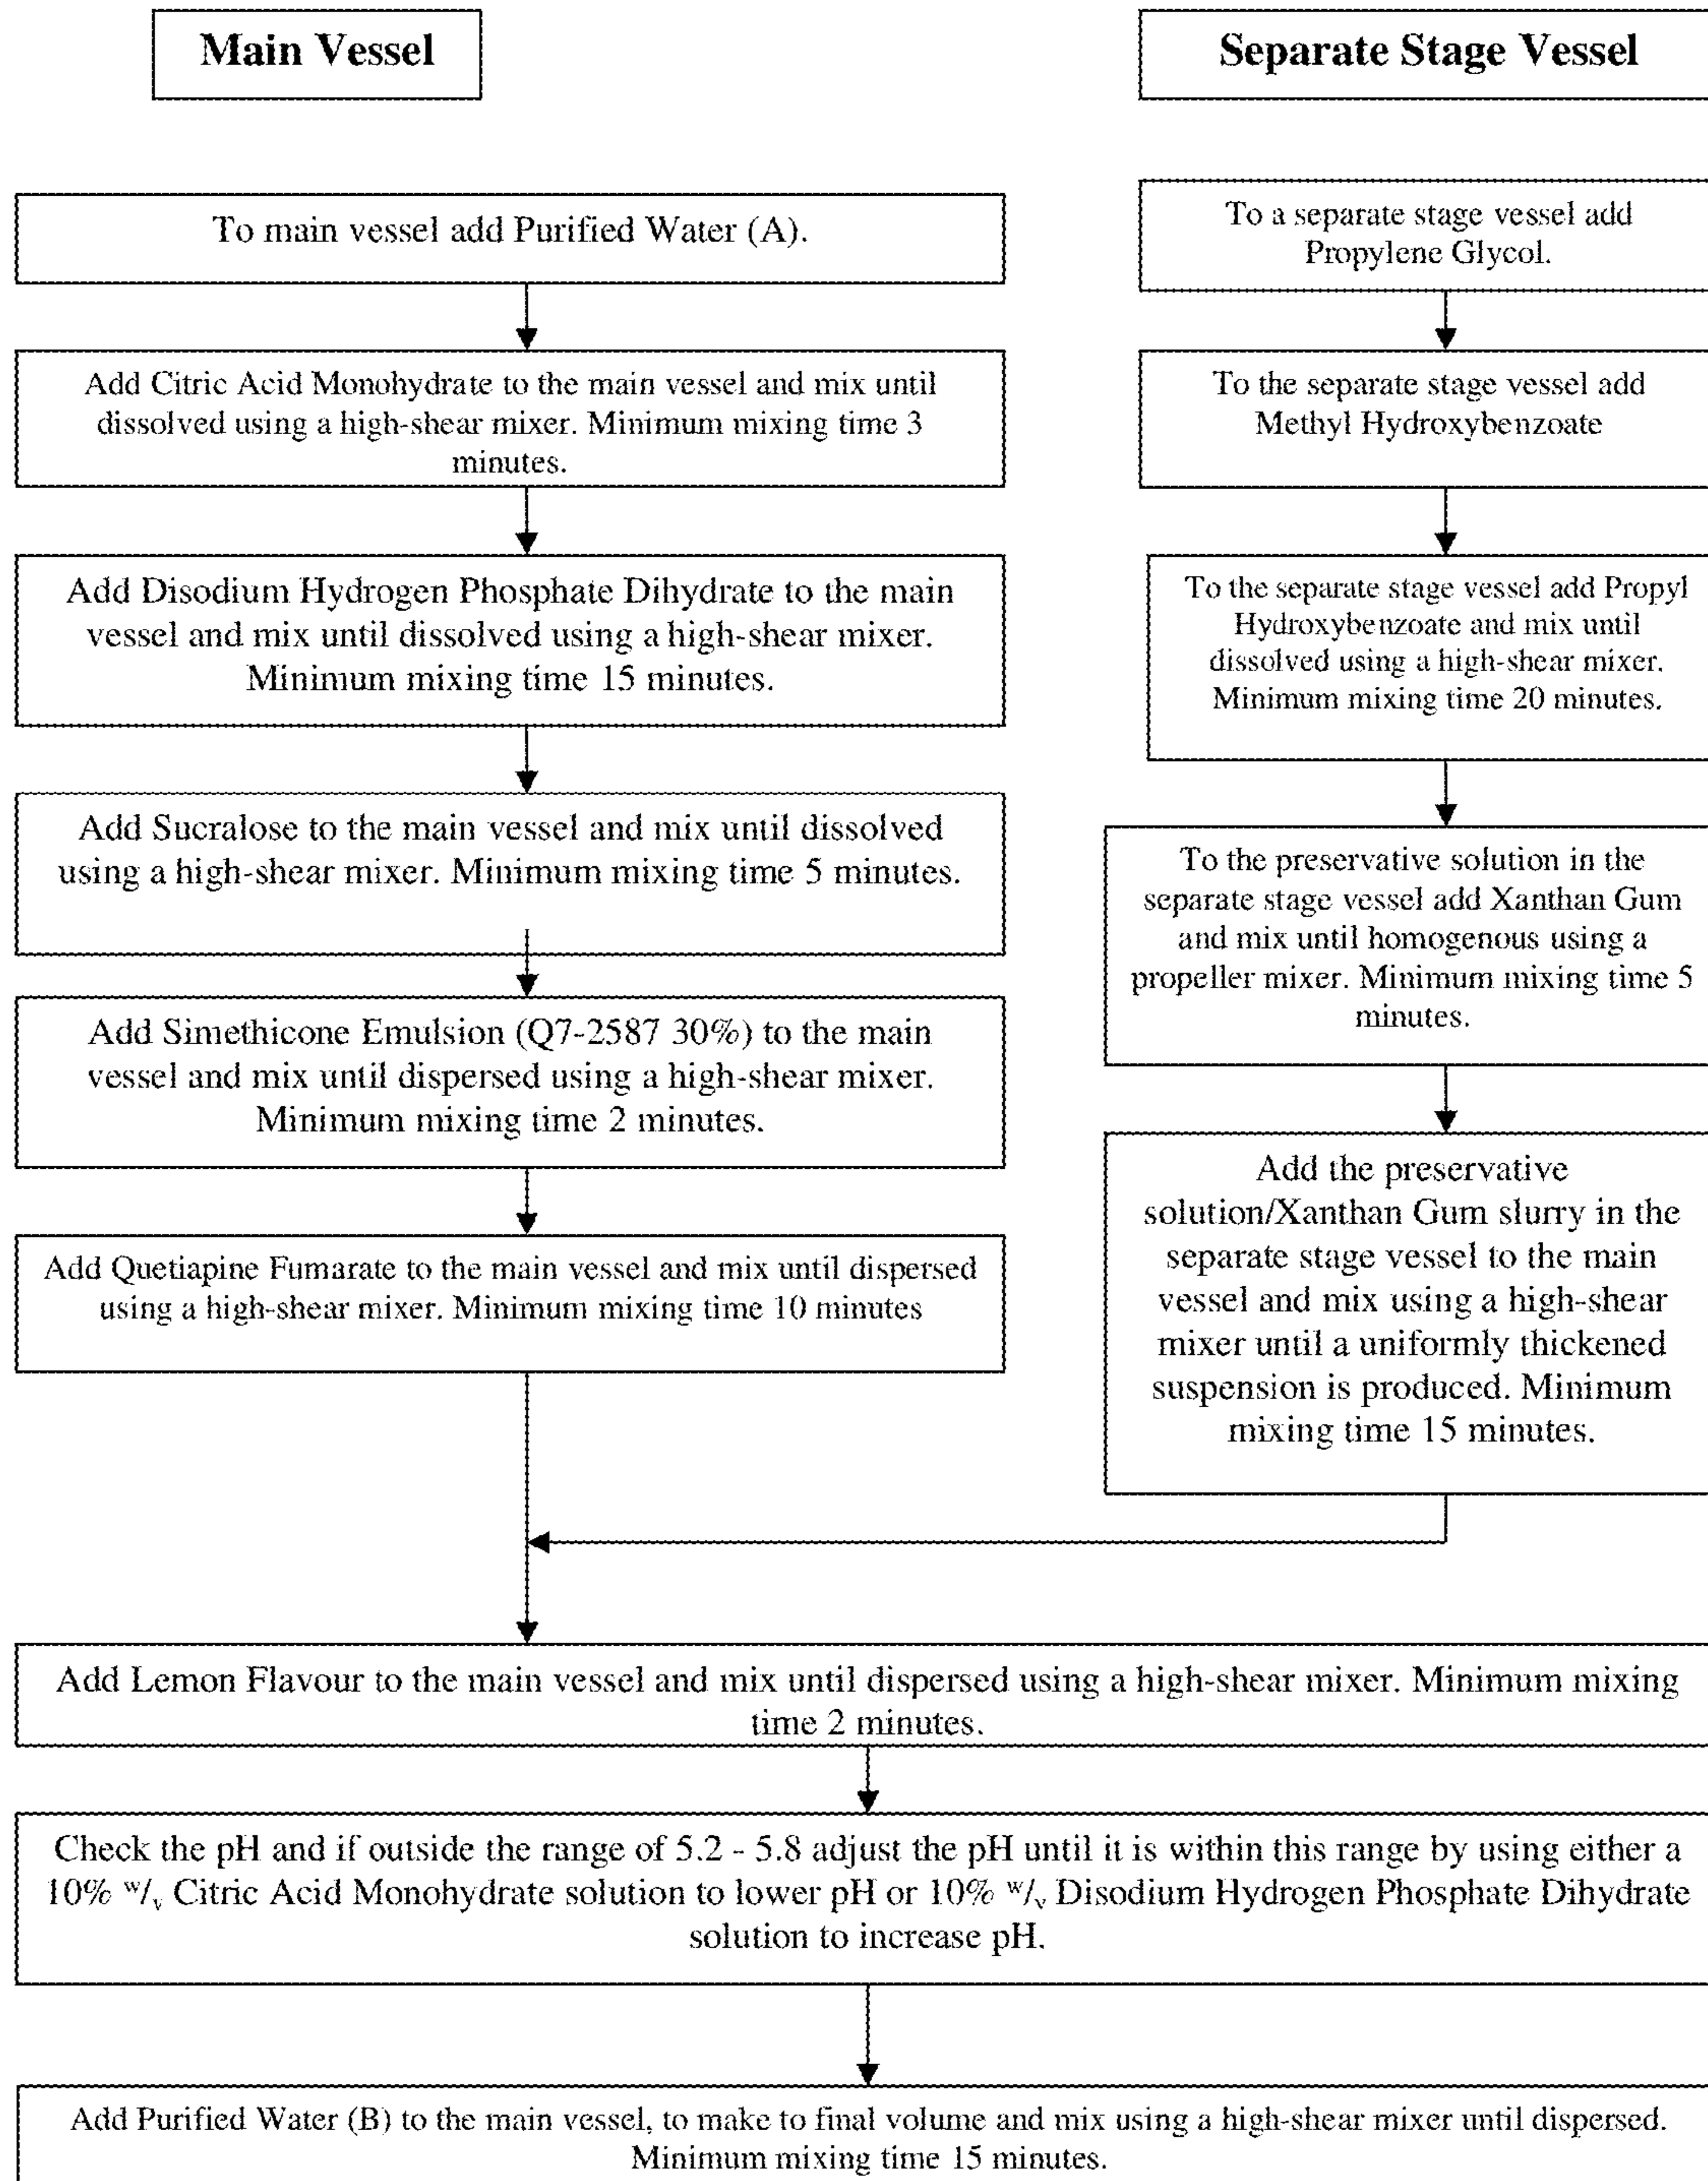 Main Vessel
To main vessel add Purified Water (A).
Add Citric Acid Monohydrate to the main vessel and mix until
dissolved using a high-shear mixer. Minimum mixing time 3
minutes.
Add Disodium Hydrogen Phosphate Dihydrate to the main
vessel and mix until dissolved using a high-shear mixer.
Minimum mixing time 15 minutes.
Add Sucralose to the main vessel and mix until dissolved
using a high-shear mixer. Minimum mixing time 5 minutes.
Add Simethicone Emulsion (Q7-2587 30%) to the main
vessel and mix until dispersed using a high-shear mixer.
Minimum mixing time 2 minutes.
Add Quetiapine Fumarate to the main vessel and mix until dispersed
using a high-shear mixer. Minimum mixing time 10 minutes
Separate Stage Vessel
To a separate stage vessel add
Propylene Glycol.
To the separate stage vessel add
Methyl Hydroxybenzoate
To the separate stage vessel add Propyl
Hydroxybenzoate and mix until
dissolved using a high-shear mixer.
Minimum mixing time 20 minutes.
To the preservative solution in the
separate stage vessel add Xanthan Gum
and mix until homogenous using a
propeller mixer. Minimum mixing time 5
minutes.
Add the preservative
solution/Xanthan Gum slurry in the
separate stage vessel to the main
vessel and mix using a high-shear
mixer until a uniformly thickened
suspension is produced. Minimum
mixing time 15 minutes.
Add Lemon Flavour to the main vessel and mix until dispersed using a high-shear mixer. Minimum mixing
time 2 minutes.
Check the pH and if outside the range of 5.2 - 5.8 adjust the pH until it is within this range by using either a
10% w/v Citric Acid Monohydrate solution to lower pH or 10% w/v Disodium Hydrogen Phosphate Dihydrate
solution to increase pH.
Add Purified Water (B) to the main vessel, to make to final volume and mix using a high-shear mixer until dispersed.
Minimum mixing time 15 minutes.